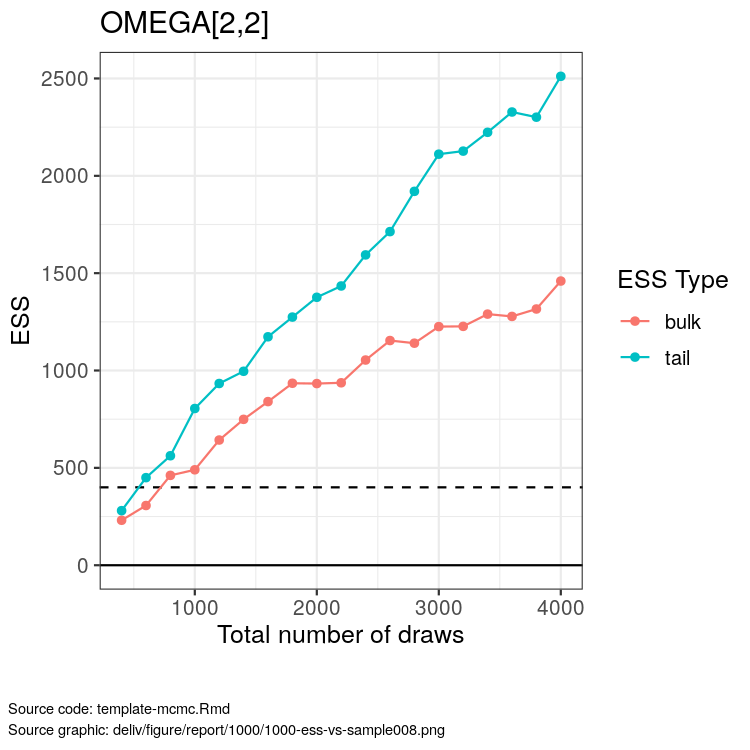 OMEGA[2,2]
2500
2000
1500
1000
500
0
ESS
1000 2000 3000 4000
Total number of draws
ESS Type
bulk
tail
Source code: template-mcmc.Rmd
Source graphic: deliv/figure/report/1000/1000-ess-vs-sample008.png